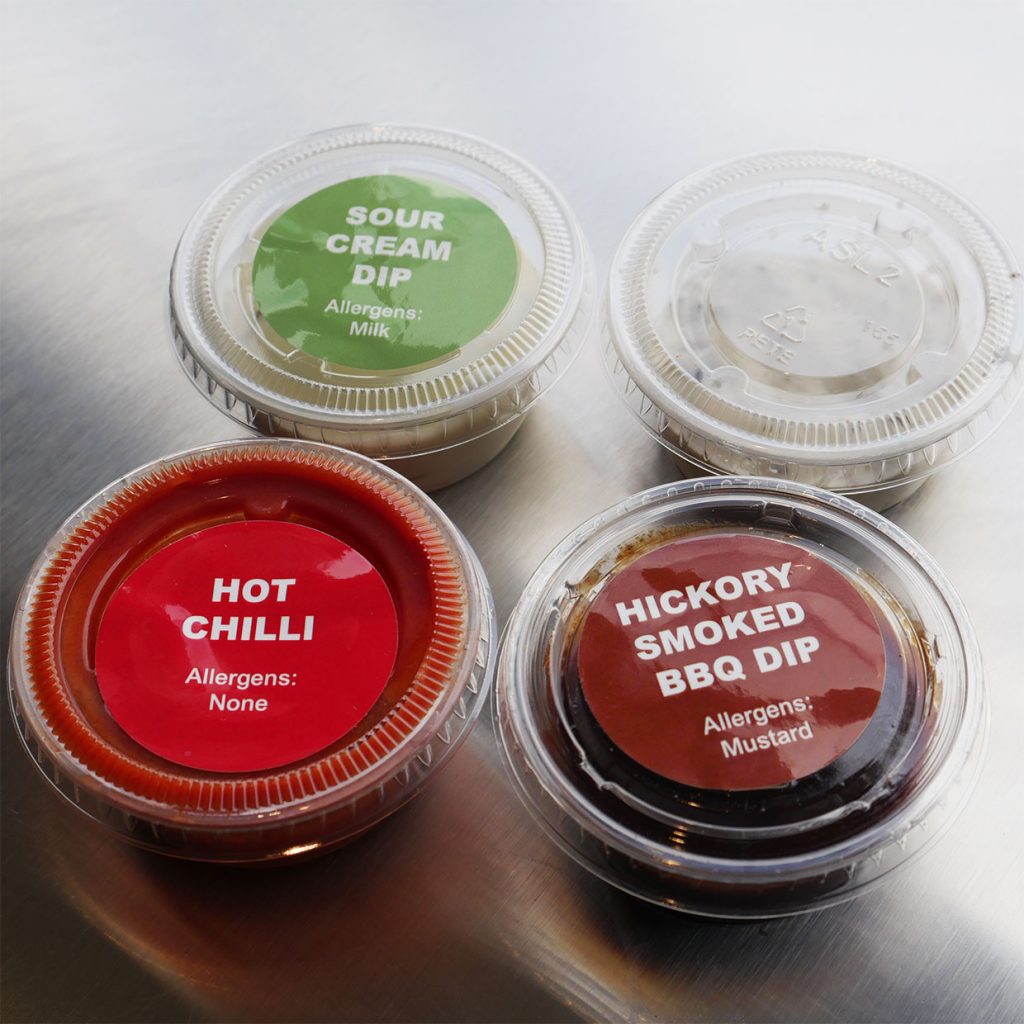 SOUR
CREAM
DIP
Allergens:
Milk
ASL2
PETE
HOT
CHILLI
Allergens:
None
HICKORY
SMOKED
BBQ DIP
Allergens:
Mustard